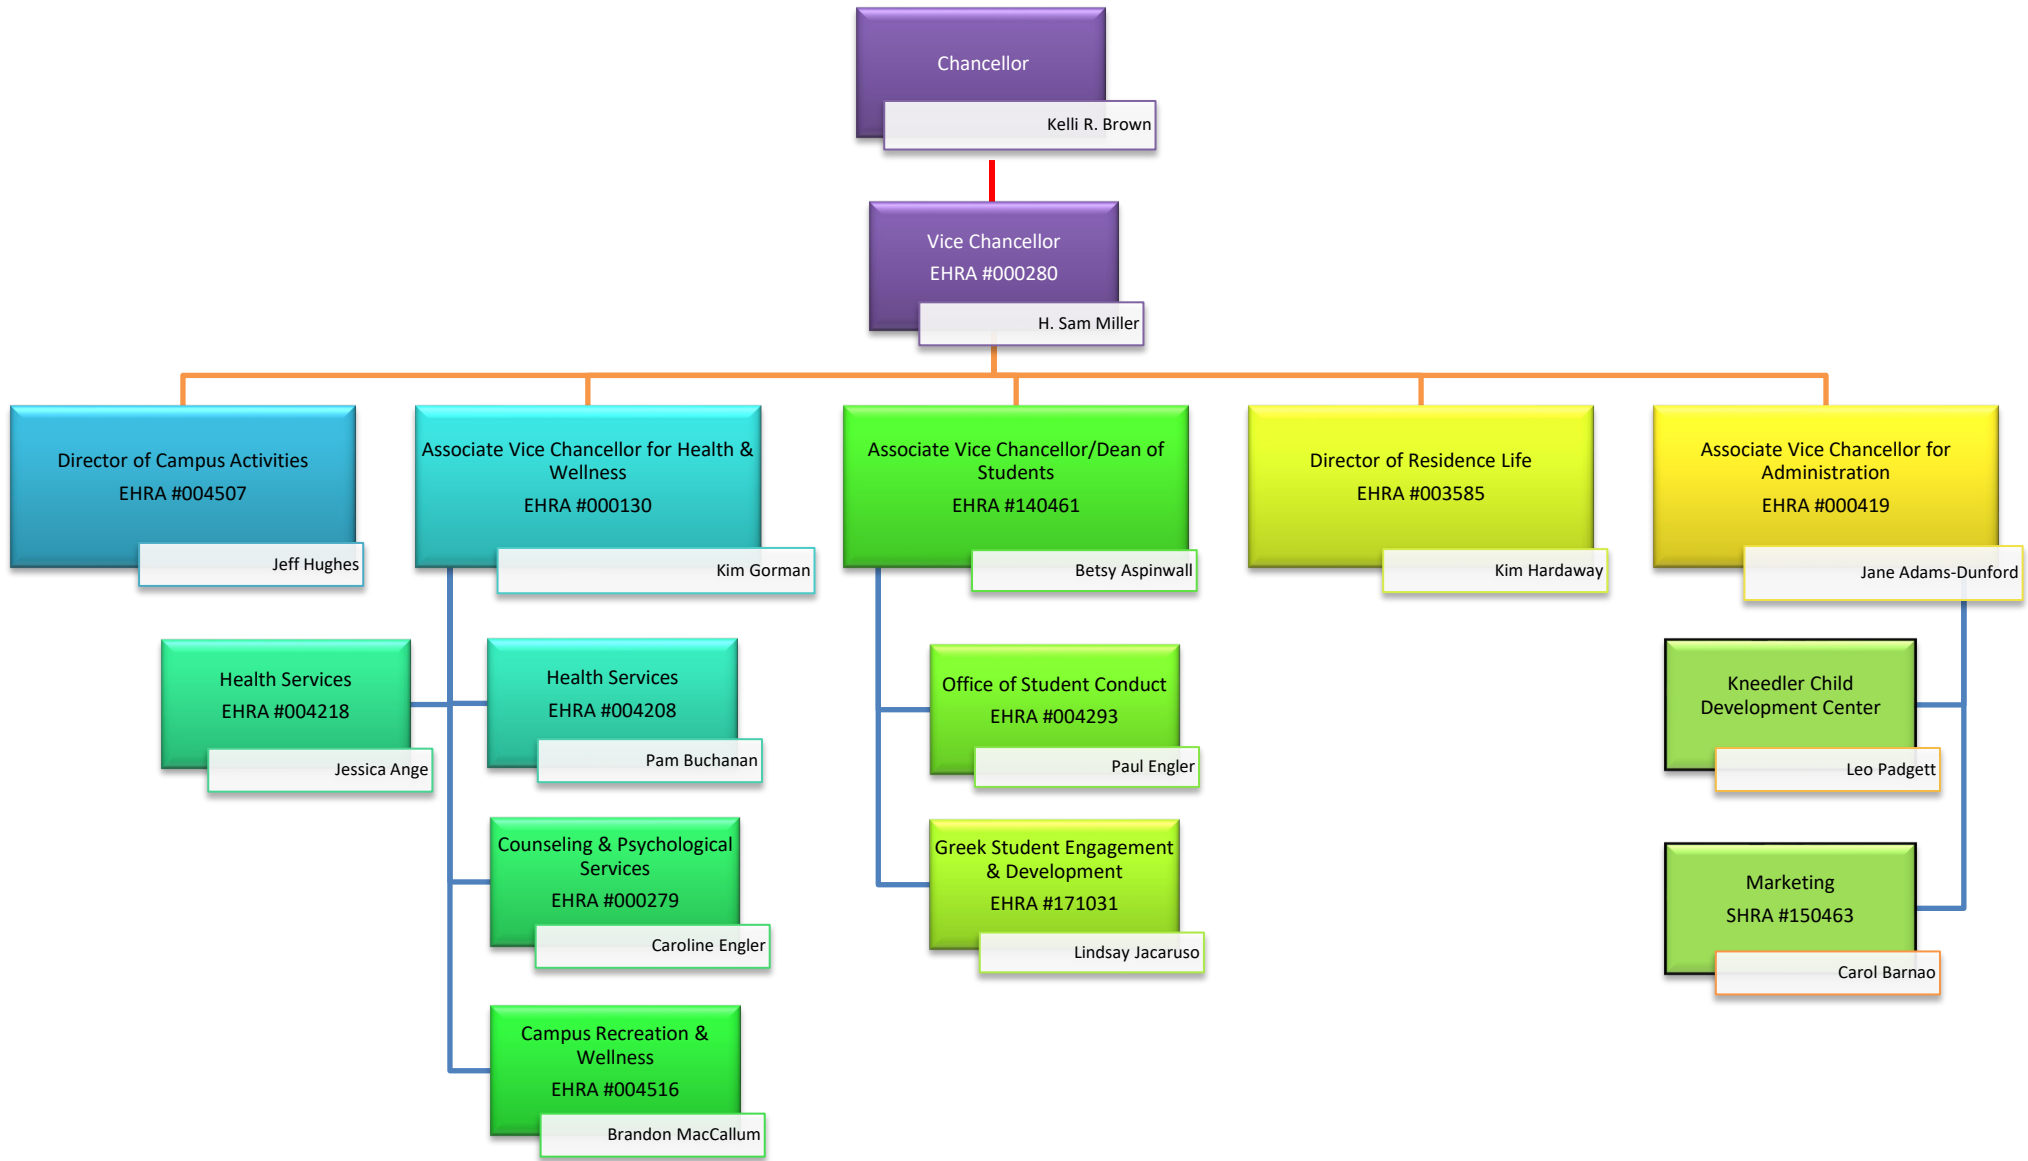 Chancellor
Kelli R. Brown
Vice Chancellor
EHRA #000280
H. Sam Miller
Director of Campus Activities
EHRA #004507
Jeff Hughes
Associate Vice Chancellor for Health &
Wellness
EHRA #000130
Kim Gorman
Associate Vice Chancellor/Dean of
Students
EHRA #140461
Betsy Aspinwall
Director of Residence Life
EHRA #003585
Kim Hardaway
Associate Vice Chancellor for
Administration
EHRA #000419
Jane Adams-Dunford
Health Services
EHRA #004218
Jessica Ange
Health Services
EHRA #004208
Pam Buchanan
Counseling & Psychological
Services
EHRA #000279
Caroline Engler
Campus Recreation &
Wellness
EHRA #004516
Brandon MacCallum
Office of Student Conduct
EHRA #004293
Paul Engler
Greek Student Engagement
& Development
EHRA #171031
Lindsay Jacaruso
Kneedler Child
Development Center
Leo Padgett
Marketing
SHRA #150463
Carol Barnao